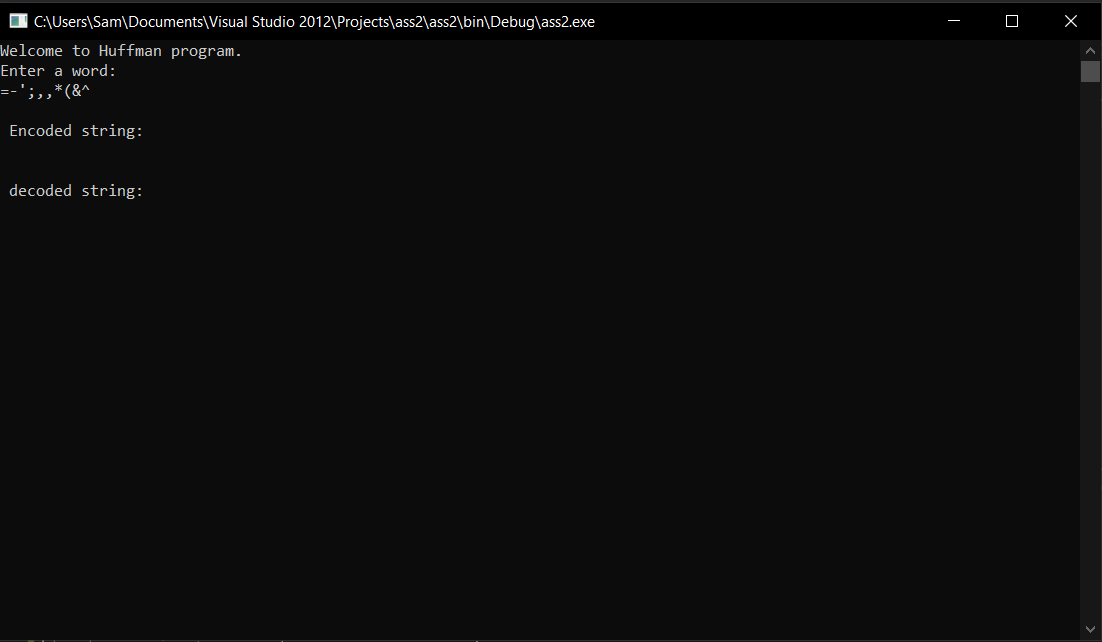 C:\Users\Sam\Documents\Visual Studio 2012\Projects\ass2\ass2\bin\Debug\ass2.exe
Welcome to Huffman program.
Enter a word:
=-';,,*(&^
Encoded string:
decoded string: